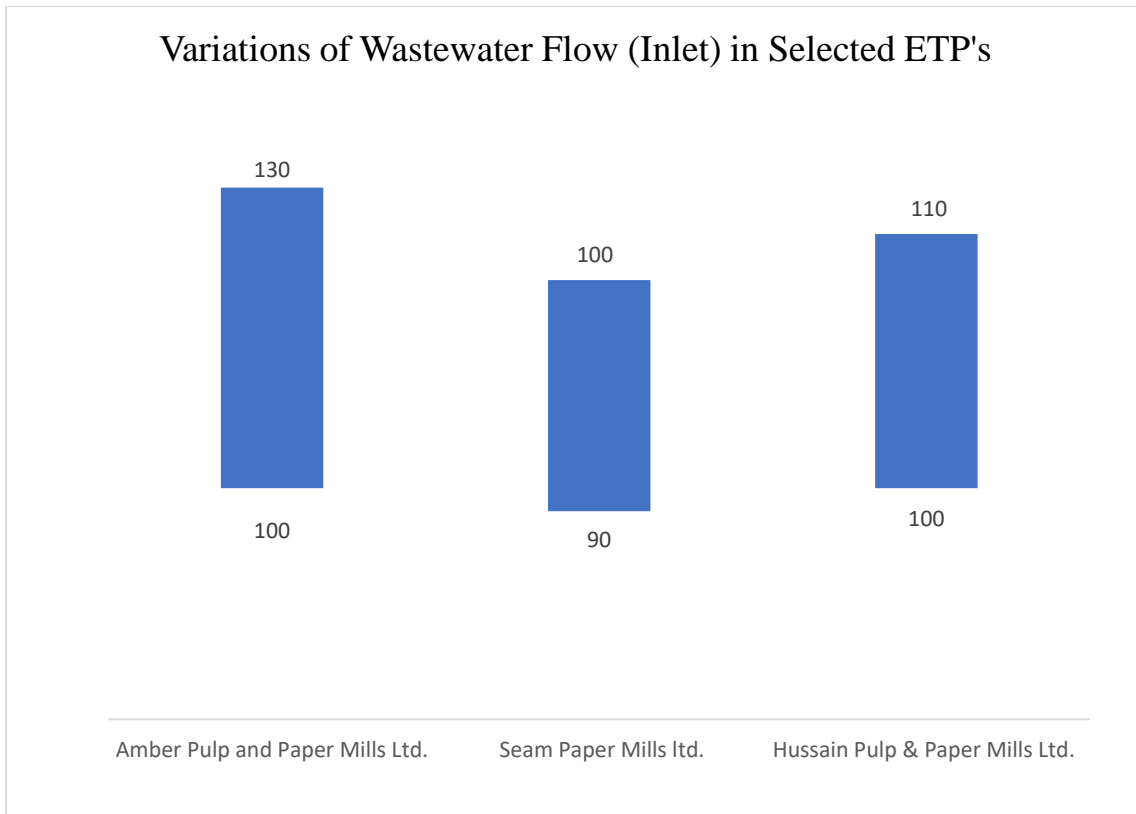 Variations of Wastewater Flow (Inlet) in Selected ETP's
130
110
100
100
90
100
Amber Pulp and Paper Mills Ltd.
Seam Paper Mills ltd.
Hussain Pulp & Paper Mills Ltd.